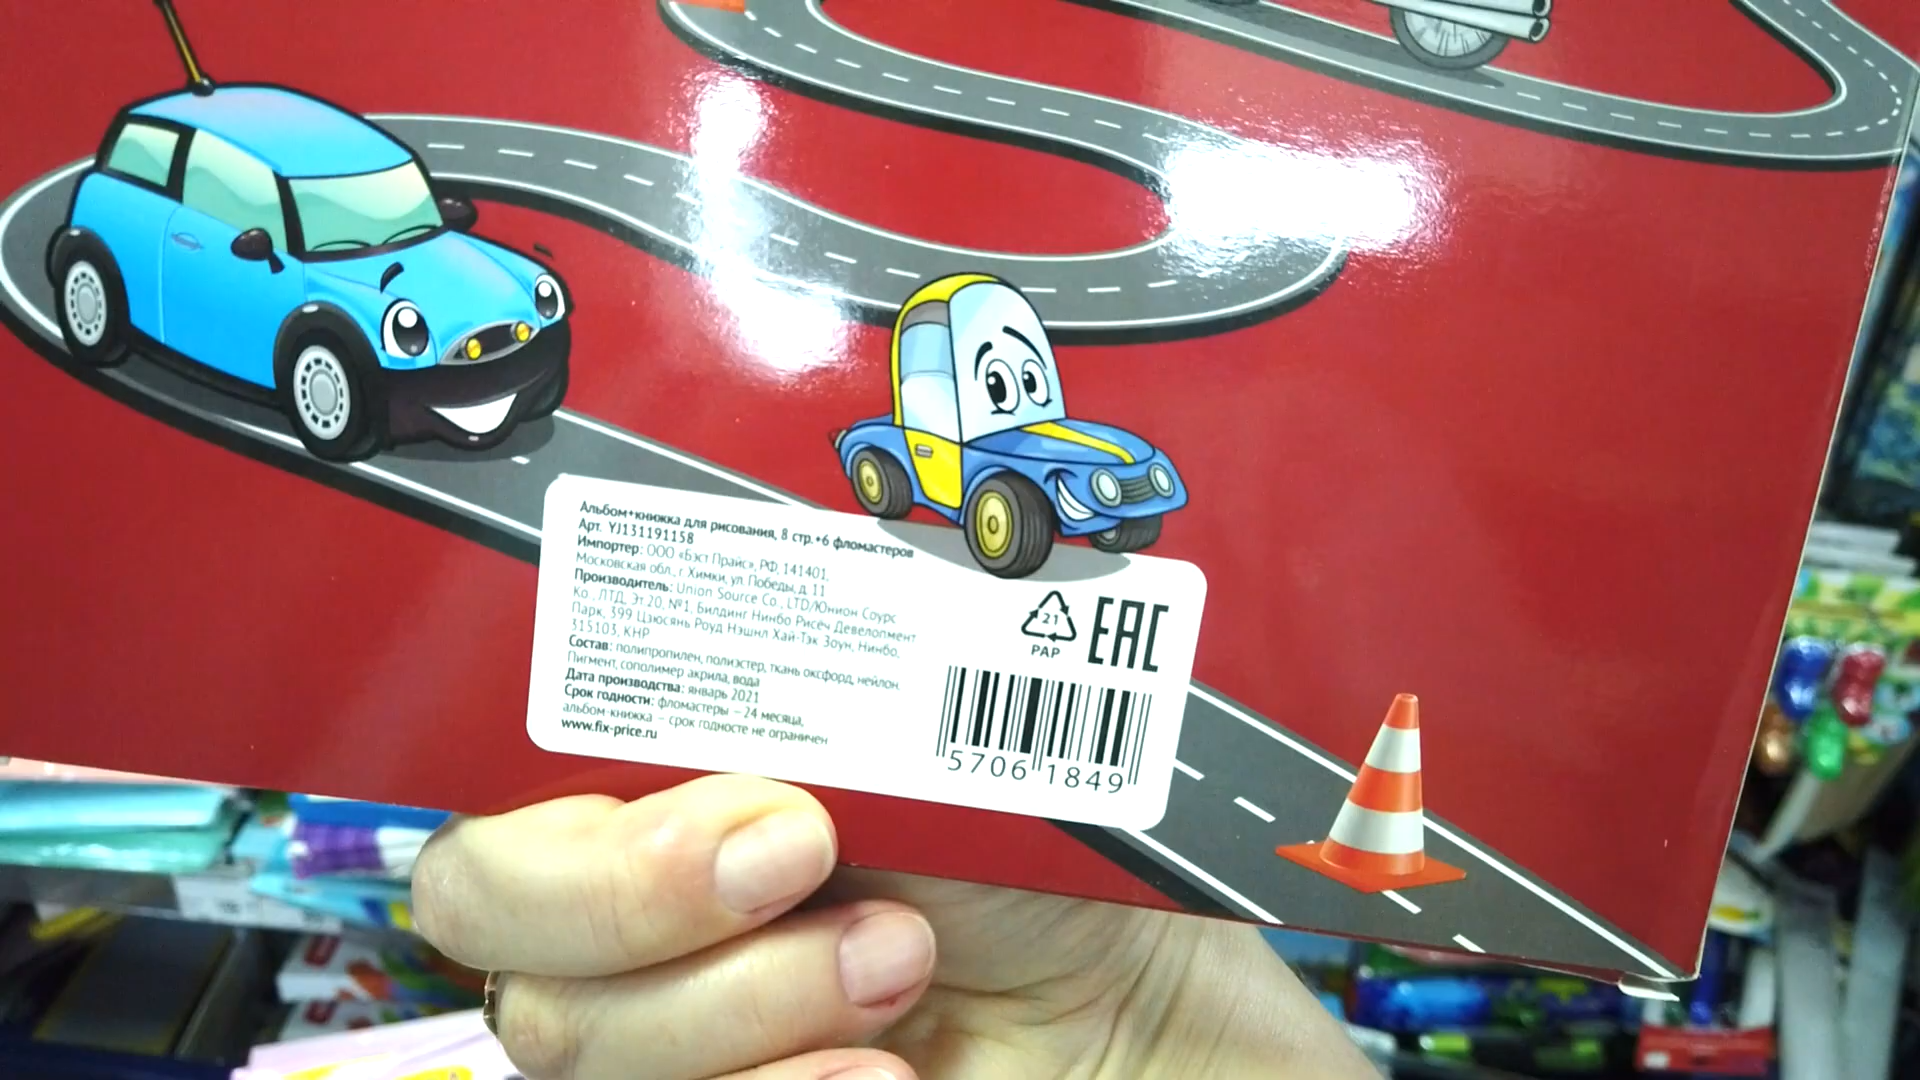 Альбом+книжка для рисования, 8 стр.+6 фломастеров
Арт. YJ131191158
Импортер: ООО «Бэст Прайс», РФ, 141401,
Московская обл., г. Химки, ул. Победы, д. 11
Производитель: Union Source Co., LTD/Юнион Соурс
Ко., ЛТД, Эт.20, №1, Билдинг Нинбо Рисёч Девелопмент
Парк, 399 Цзюсянь Роуд Нэшнл Хай-Тэк Зоун, Нинбо,
315103, КНР
Состав: полипропилен, полиэстер, ткань оксфорд, нейлон.
Пигмент, сополимер акрила, вода
Дата производства: январь 2021
Срок годности: фломастеры – 24 месяца,
альбом-книжка – срок годносте не ограничен
www.fix-price.ru
21
PAP
EAC
5706 1849